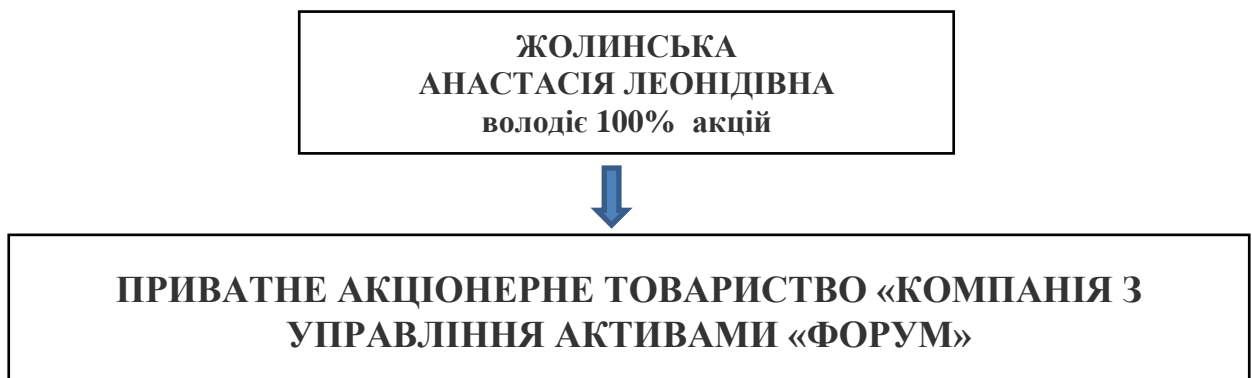 ЖОЛИНСЬКА
АНАСТАСІЯ ЛЕОНІДІВНА
володіє 100% акцій
ПРИВАТНЕ АКЦІОНЕРНЕ ТОВАРИСТВО «КОМПАНІЯ З
УПРАВЛІННЯ АКТИВАМИ «ФОРУМ»